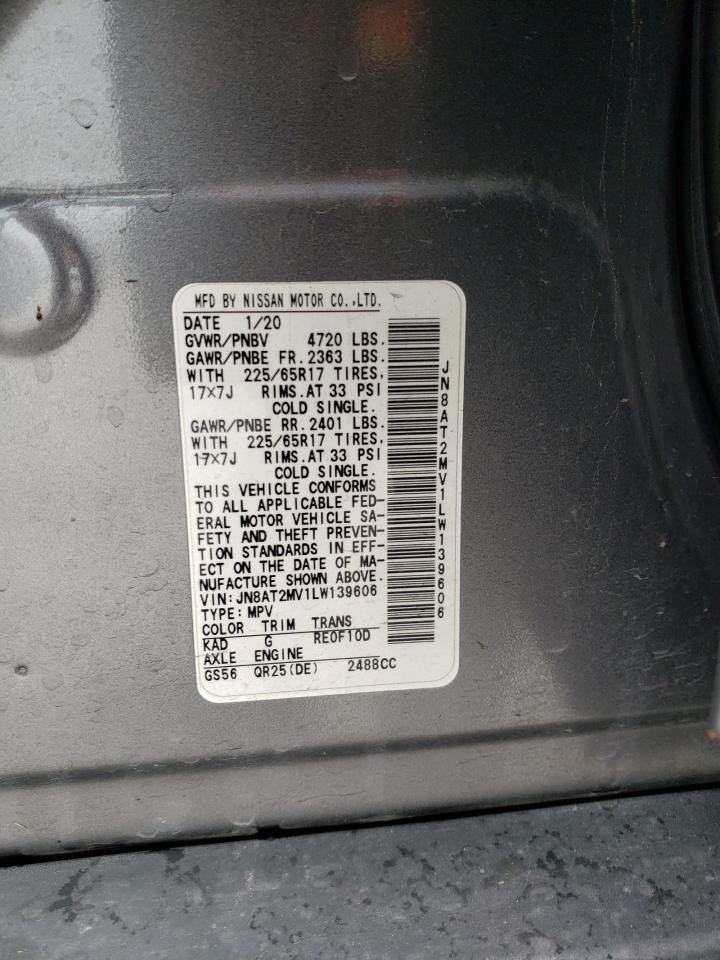 MFD BY NISSAN MOTOR CO.,LTD.
DATE 1/20
GVWR/PNBV 4720 LBS.
GAWR/PNBE FR. 2363 LBS.
WITH 225/65R17 TIRES,
17×7J RIMS.AT 33 PSI
COLD SINGLE.
GAWR/PNBE RR. 2401 LBS.
WITH 225/65R17 TIRES,
17×7J RIMS.AT 33 PSI
COLD SINGLE.
THIS VEHICLE CONFORMS
TO ALL APPLICABLE FED-
ERAL MOTOR VEHICLE SA-
FETY AND THEFT PREVEN-
TION STANDARDS IN EFF-
ECT ON THE DATE OF MA-
NUFACTURE SHOWN ABOVE.
VIN:JN8AT2MV1LW139606
TYPE:MPV
COLOR TRIM TRANS
KAD G RE0F10D
AXLE ENGINE
GS56 QR25(DE) 2488CC
JN8AT2MV1LW139606